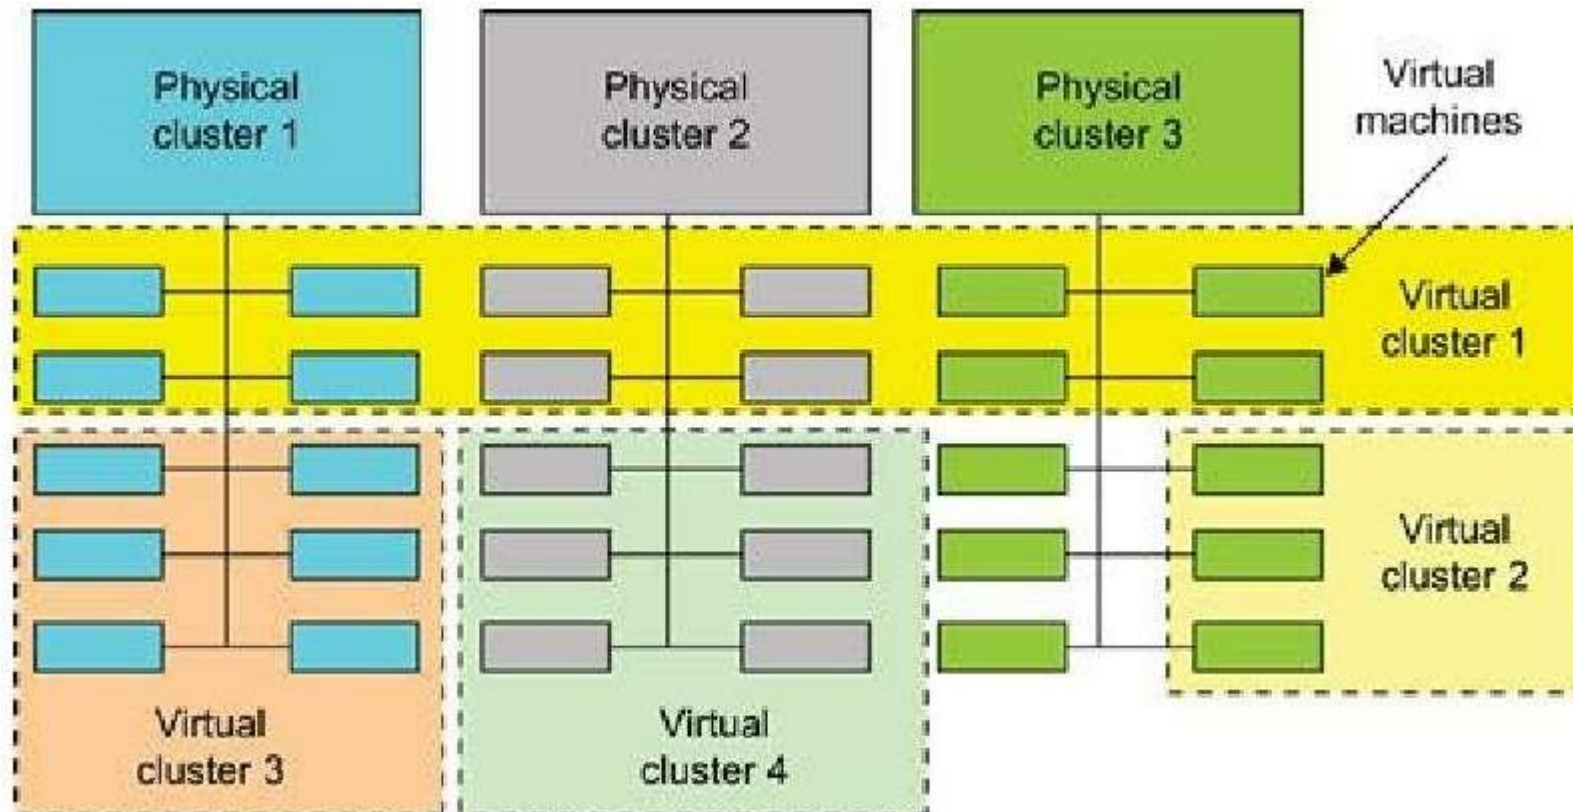 Physical
cluster 1
Physical
cluster 2
Physical
cluster 3
Virtual
machines
Virtual
cluster 1
Virtual
cluster 2
Virtual
cluster 3
Virtual
cluster 4